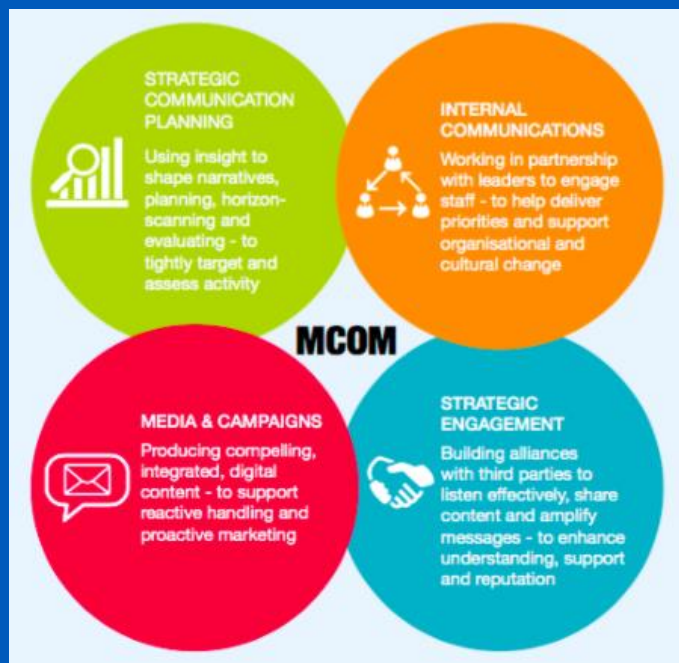 STRATEGIC
COMMUNICATION
PLANNING
Using insight to
shape narratives,
planning, horizon-
scanning and
evaluating - to
tightly target and
assess activity
INTERNAL
COMMUNICATIONS
Working in partnership
with leaders to engage
staff - to help deliver
priorities and support
organisational and
cultural change
MCOM
MEDIA & CAMPAIGNS
Producing compelling,
integrated, digital
content - to support
reactive handling and
proactive marketing
STRATEGIC
ENGAGEMENT
Building alliances
with third parties to
listen effectively, share
content and amplify
messages - to enhance
understanding, support
and reputation